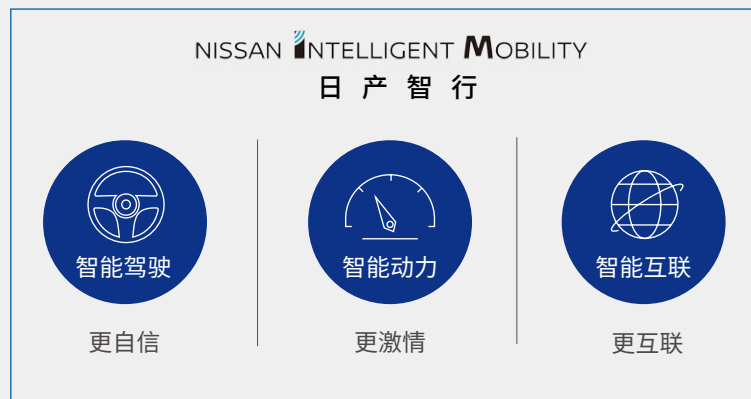 NISSAN INTELLIGENT MOBILITY
日产智行
智能驾驶
智能动力
智能互联
更自信
更激情
更互联